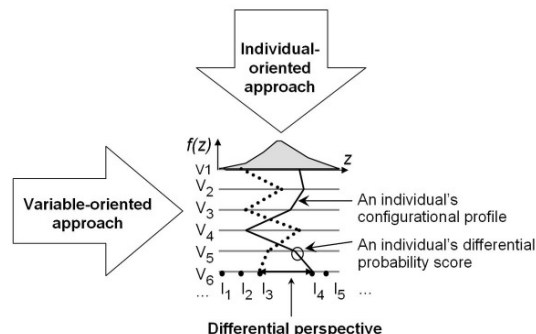 Individual-
oriented
approach
f(z)
z
V1
V2
V3
V4
V5
V6
Variable-oriented
approach
An individual's
configurational profile
An individual's differential
probability score
... I1 I2 I3 I4 I5 ...
Differential perspective